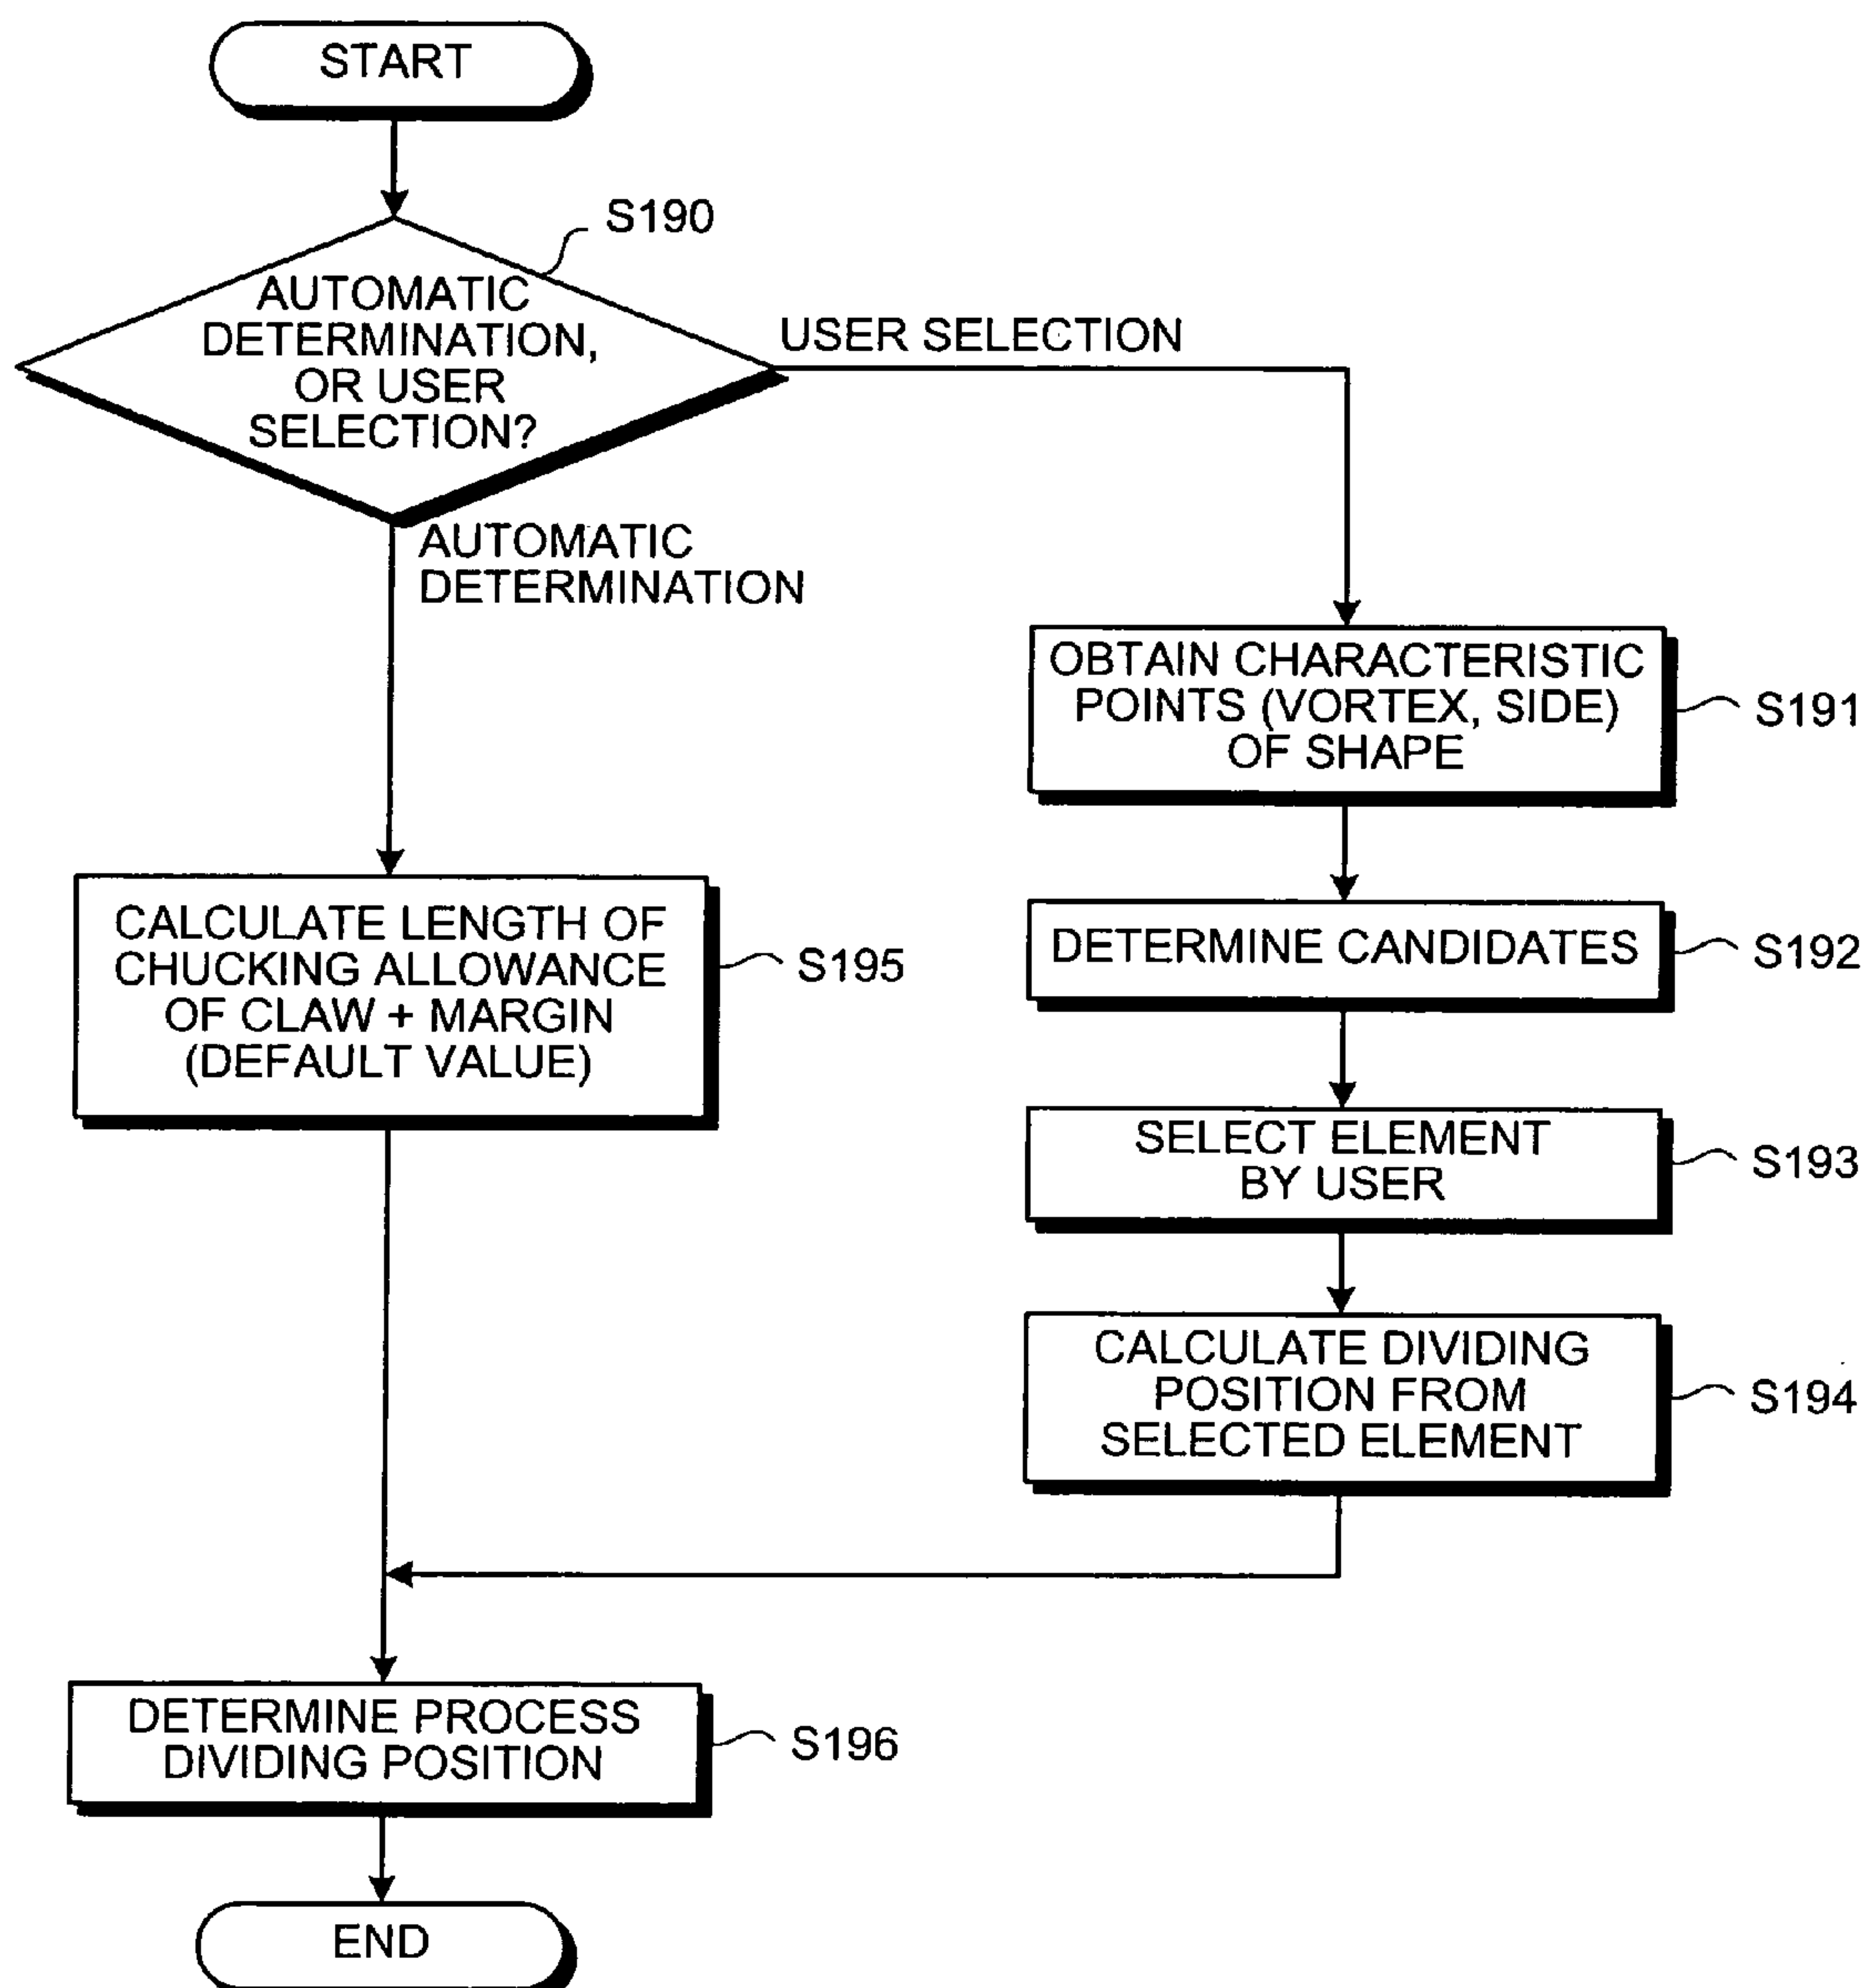 START
S190
AUTOMATIC
DETERMINATION,
OR USER
SELECTION?
USER SELECTION
AUTOMATIC
DETERMINATION
OBTAIN CHARACTERISTIC
POINTS (VORTEX, SIDE)
OF SHAPE
S191
DETERMINE CANDIDATES
S192
SELECT ELEMENT
BY USER
S193
CALCULATE DIVIDING
POSITION FROM
SELECTED ELEMENT
S194
CALCULATE LENGTH OF
CHUCKING ALLOWANCE
OF CLAW + MARGIN
(DEFAULT VALUE)
S195
DETERMINE PROCESS
DIVIDING POSITION
S196
END